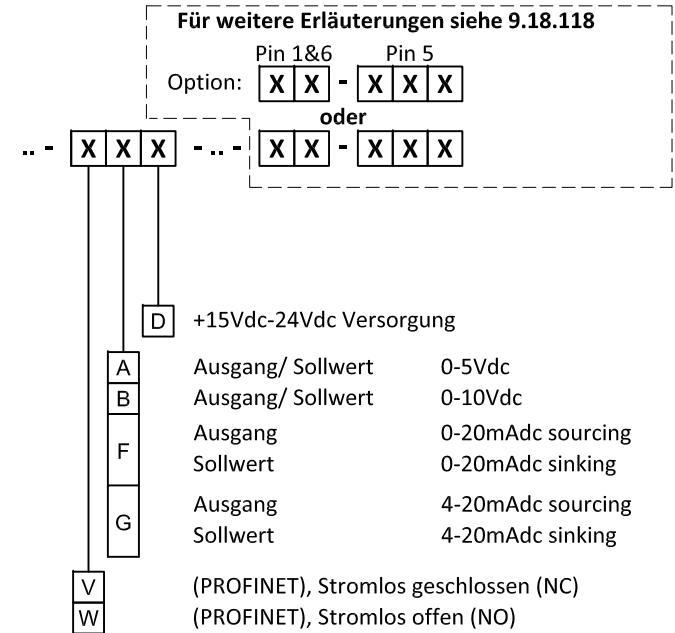 Für weitere Erläuterungen siehe 9.18.118
Pin 1&6 Pin 5
Option: X X - X X X
oder
.. - X X X - .. - X X - X X X
D +15Vdc-24Vdc Versorgung
A Ausgang/ Sollwert 0-5Vdc
B Ausgang/ Sollwert 0-10Vdc
F Ausgang 0-20mAdc sourcing
Sollwert 0-20mAdc sinking
G Ausgang 4-20mAdc sourcing
Sollwert 4-20mAdc sinking
V (PROFINET), Stromlos geschlossen (NC)
W (PROFINET), Stromlos offen (NO)